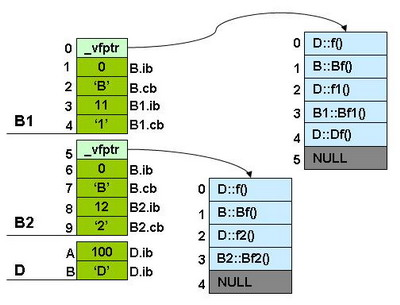 0 _vfptr
1 0 B.ib
2 ‘B’ B.cb
3 11 B1.ib
B1 4 ‘1’ B1.cb
5 _vfptr
6 0 B.ib
7 ‘B’ B.cb
8 12 B2.ib
B2 9 ‘2’ B2.cb
A 100 D.ib
D B ‘D’ D.ib
0 D::f()
1 B::Bf()
2 D::f1()
3 B1::Bf1()
4 D::Df()
5 NULL
0 D::f()
1 B::Bf()
2 D::f2()
3 B2::Bf2()
4 NULL